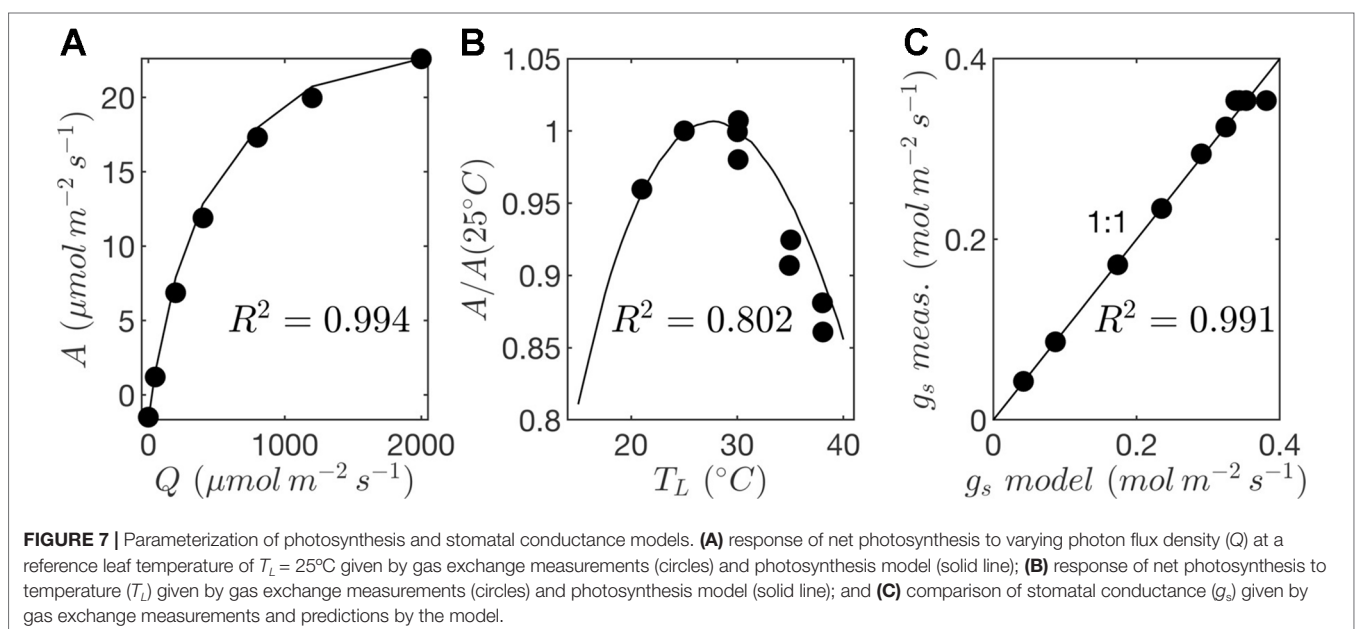 A
A (μmol m−2 s−1)
20
15
10
5
0
0
1000
2000
Q (μmol m−2 s−1)
R2 = 0.994
B
A/A(25°C)
1.05
1
0.95
0.9
0.85
0.8
20
30
40
TL (°C)
R2 = 0.802
C
gs meas. (mol m−2 s−1)
0.4
0.2
0
0
0.2
0.4
gs model (mol m−2 s−1)
1:1
R2 = 0.991
FIGURE 7 | Parameterization of photosynthesis and stomatal conductance models. (A) response of net photosynthesis to varying photon flux density (Q) at a
reference leaf temperature of TL = 25ºC given by gas exchange measurements (circles) and photosynthesis model (solid line); (B) response of net photosynthesis to
temperature (TL) given by gas exchange measurements (circles) and photosynthesis model (solid line); and (C) comparison of stomatal conductance (gs) given by
gas exchange measurements and predictions by the model.